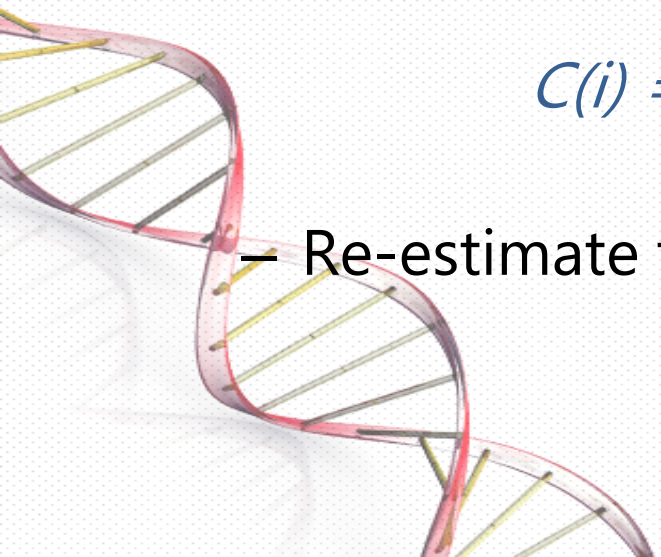 C(i) =
– Re-estimate